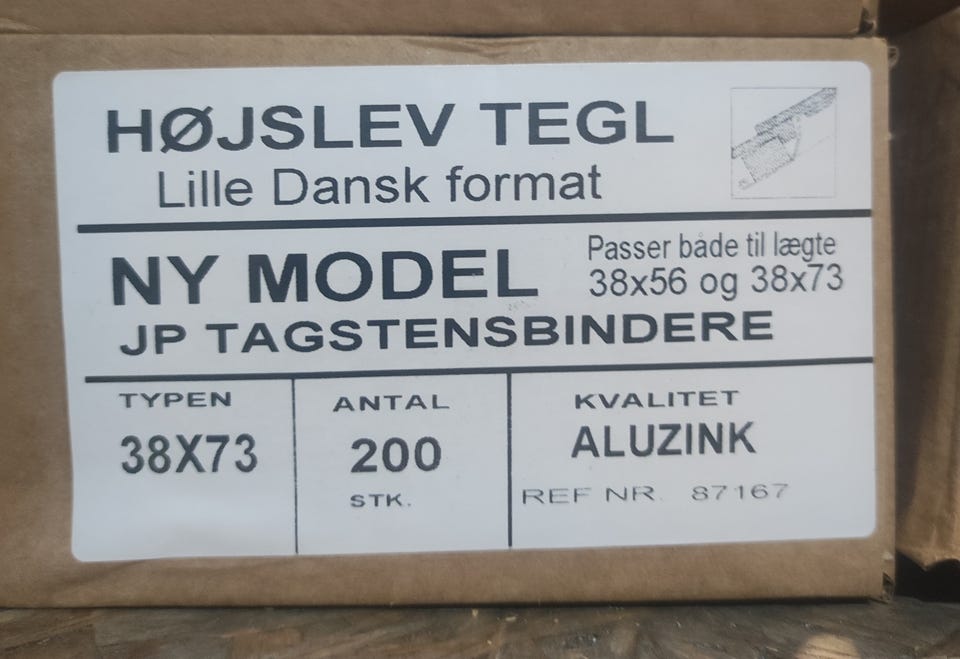 HØJSLEV TEGL
Lille Dansk format
NY MODEL
Passer både til lægte
38x56 og 38x73
JP TAGSTENSBINDERE
TYPEN
38X73
ANTAL
200
STK.
KVALITET
ALUZINK
REF NR. 87167